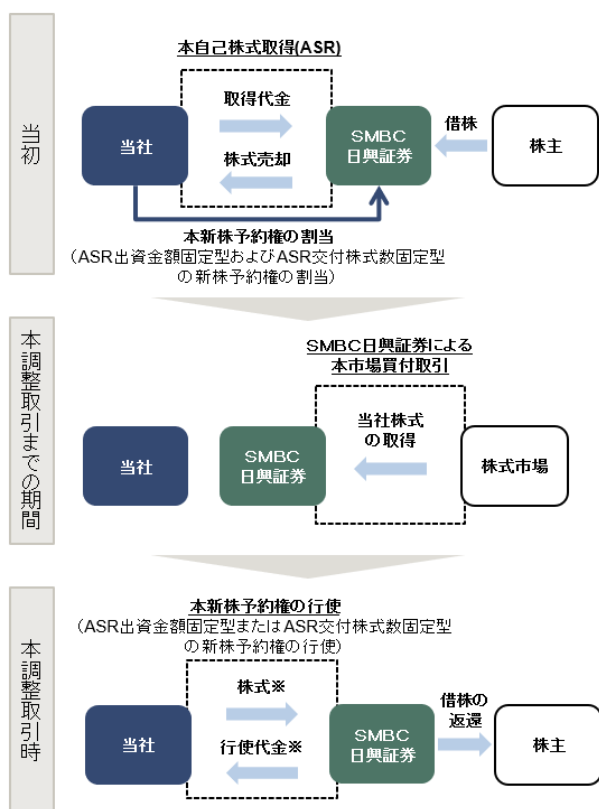 当初
本自己株式取得(ASR)
取得代金
当社
株式売却
SMBC
日興証券
借株
株主
本新株予約権の割当
（ASR出資金額固定型およびASR交付株式数固定型
の新株予約権の割当）
本調整取引までの期間
SMBC日興証券による
本市場買付取引
当社
SMBC
日興証券
当社株式
の取得
株式市場
本調整取引時
本新株予約権の行使
（ASR出資金額固定型またはASR交付株式数固定型
の新株予約権の行使）
株式※
当社
行使代金※
SMBC
日興証券
借株の
返還
株主